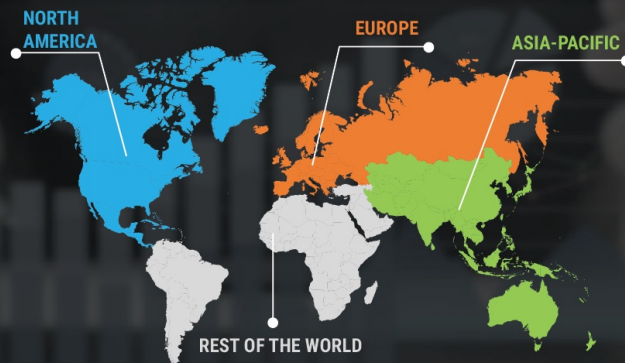 NORTH
AMERICA
EUROPE
ASIA-PACIFIC
REST OF THE WORLD